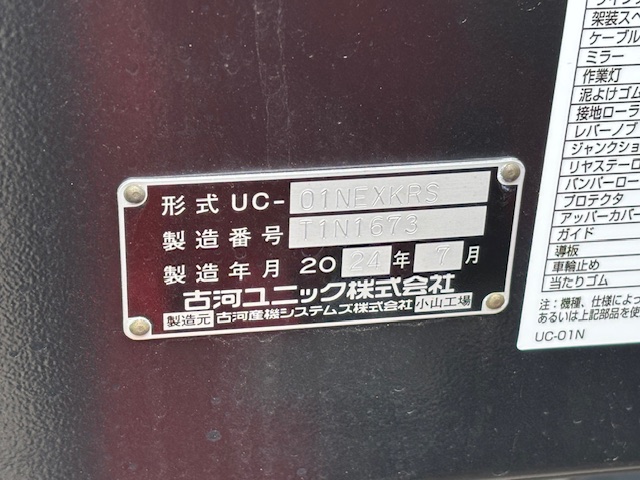 形式 UC-01NEXKRS
製造番号 T1N1673
製造年月 2024年7月
古河ユニック株式会社
製造元 古河産機システムズ株式会社 小山工場
架装スペ
ケーブル
ミラー
作業灯
泥よけゴム
接地ローラ
レバーノブ
ジャンクショ
リヤステーロ
バンパーロー
プロテクタ
アッパーカバー
ガイド
導板
車輪止め
当たりゴム
注:機種、仕様によっ
あるいは上記部品を使
UC-01N